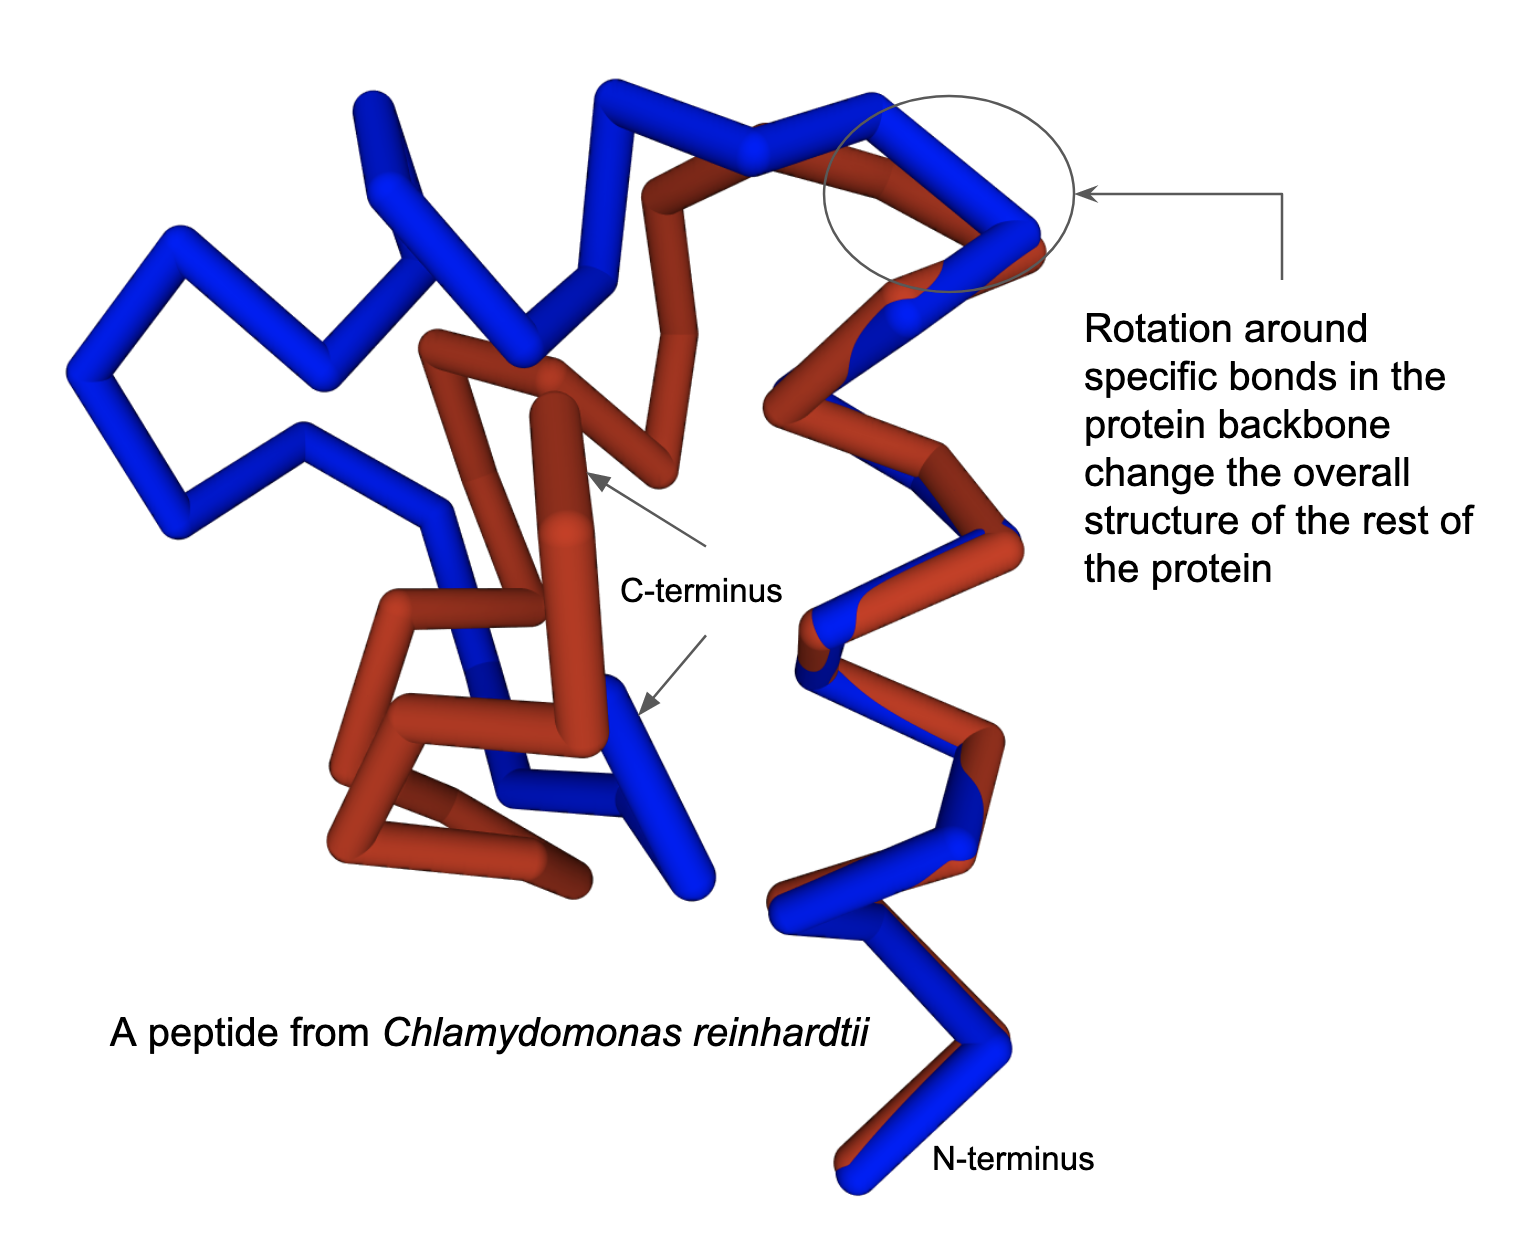 Rotation around
specific bonds in the
protein backbone
change the overall
structure of the rest of
the protein
C-terminus
A peptide from Chlamydomonas reinhardtii
N-terminus